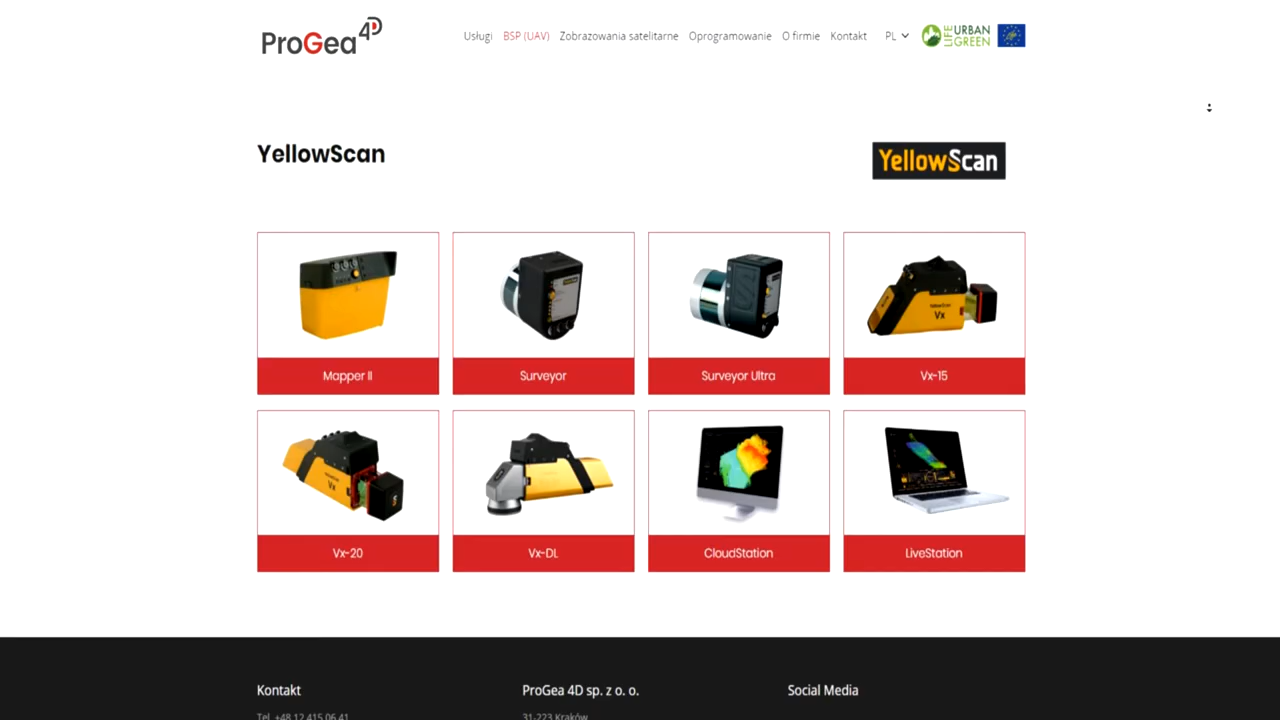 ProGea 4D
Usługi BSP (UAV) Zobrazowania satelitarne Oprogramowanie O firmie Kontakt PL
LIFE URBAN GREEN
YellowScan
YellowScan
Mapper II
Surveyor
Surveyor Ultra
Vx-15
Vx-20
Vx-DL
CloudStation
LiveStation
Kontakt
ProGea 4D sp. z o. o.
Social Media
Tel. +48 12 415 06 41
31-223 Kraków